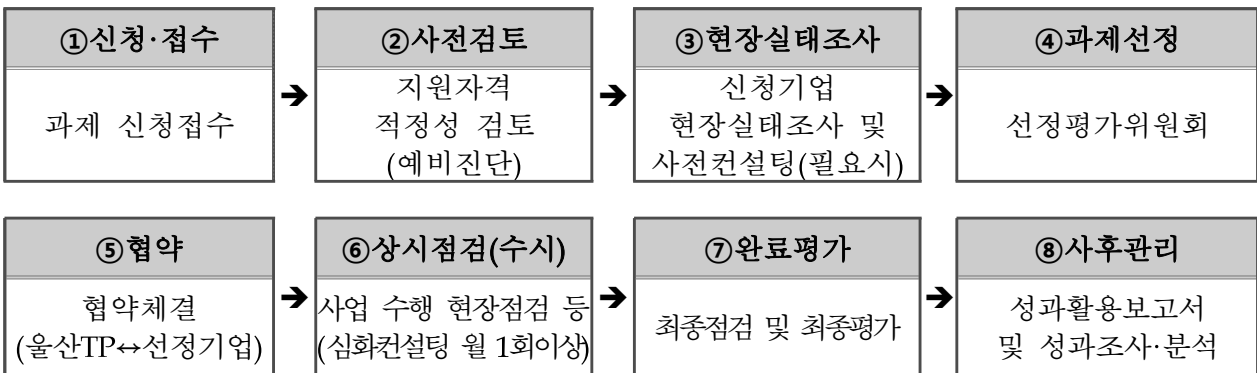 ①신청·접수
과제 신청접수
➔
②사전검토
지원자격
적정성 검토
(예비진단)
➔
③현장실태조사
신청기업
현장실태조사 및
사전컨설팅(필요시)
➔
④과제선정
선정평가위원회
⑤협약
협약체결
(울산TP↔선정기업)
➔
⑥상시점검(수시)
사업 수행 현장점검 등
(심화컨설팅 월 1회이상)
➔
⑦완료평가
최종점검 및 최종평가
➔
⑧사후관리
성과활용보고서
및 성과조사·분석